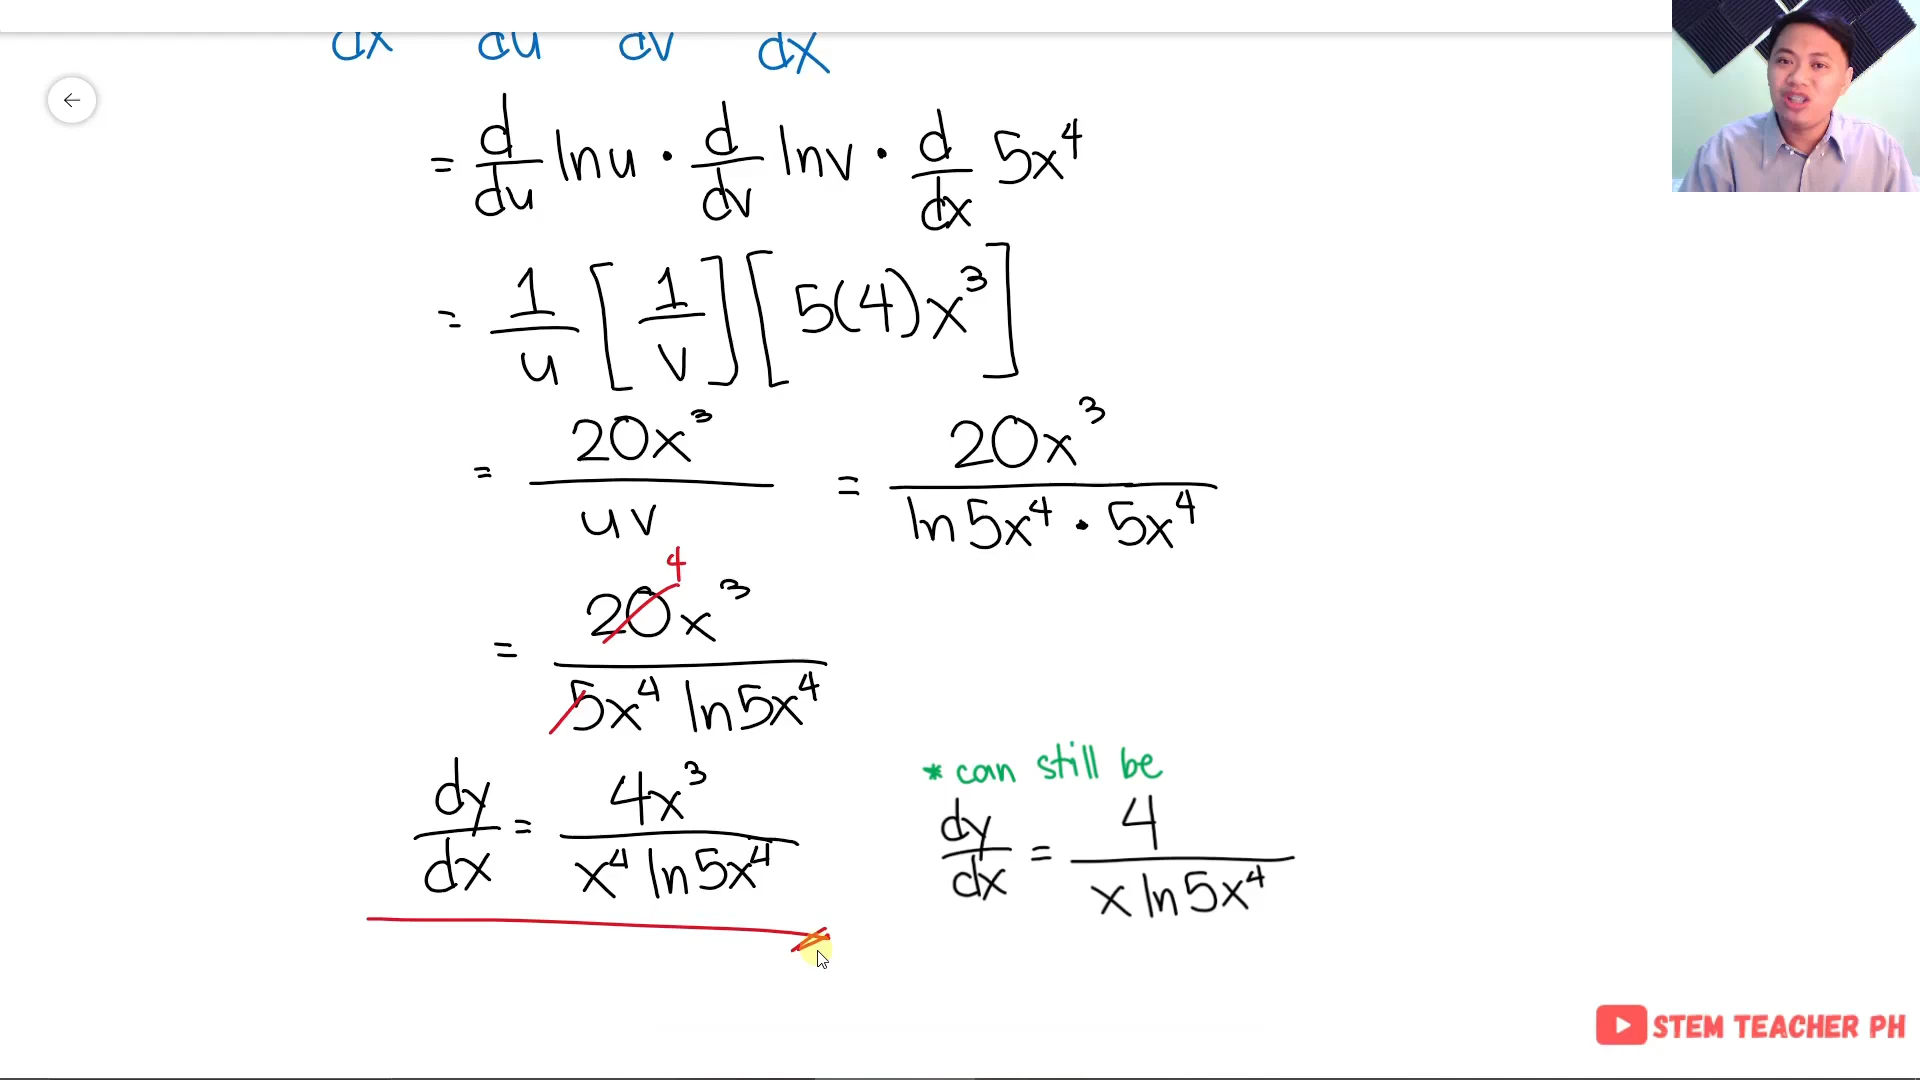 dx du dv dx
= d/du ln u · d/dv ln v · d/dx 5x⁴
= 1/u [1/v] [5(4)x³]
= 20x³/uv = 20x³/ln 5x⁴ · 5x⁴
4
= 20x³/5x⁴ ln 5x⁴
* can still be
dy/dx = 4x³/x⁴ ln 5x⁴
dy/dx = 4/x ln 5x⁴
STEM TEACHER PH